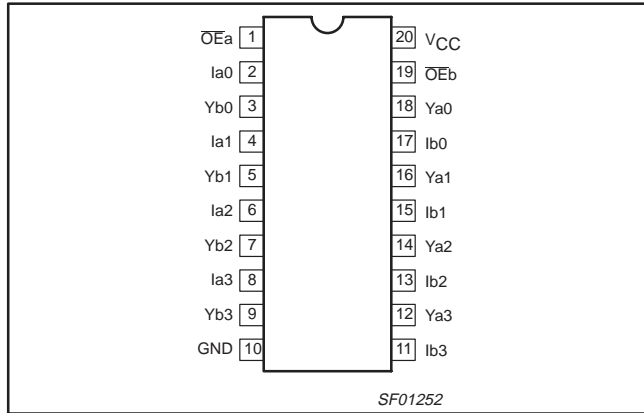 O̅E̅a 1 20 VCC
Ia0 2 19 O̅E̅b
Yb0 3 18 Ya0
Ia1 4 17 Ib0
Yb1 5 16 Ya1
Ia2 6 15 Ib1
Yb2 7 14 Ya2
Ia3 8 13 Ib2
Yb3 9 12 Ya3
GND 10 11 Ib3
SF01252